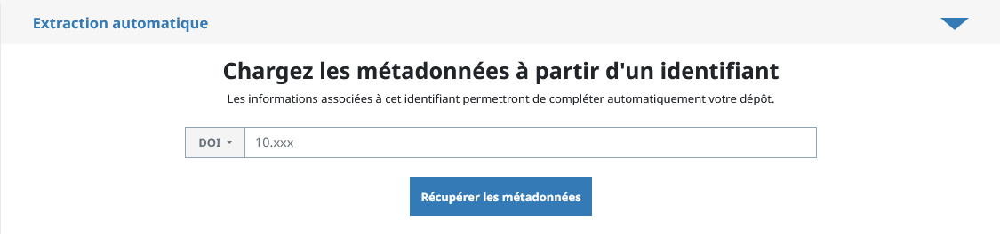 Extraction automatique
Chargez les métadonnées à partir d'un identifiant
Les informations associées à cet identifiant permettront de compléter automatiquement votre dépôt.
DOI 10.xxx
Récupérer les métadonnées